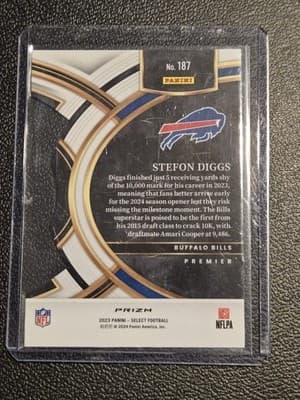 No. 187
PANINI
STEFON DIGGS
Diggs finished just 5 receiving yards shy
of the 10,000 mark for his career in 2023,
meaning that fans better arrive early
for the 2024 season opener lest they risk
missing the milestone moment. The Bills
superstar is poised to be the first from
his 2015 draft class to crack 10K, with
draftmate Amari Cooper at 9,486.
BUFFALO BILLS
PREMIER
PRIZM
NFL
2023 PANINI - SELECT FOOTBALL
© 2024 Panini America, Inc.
NFLPA